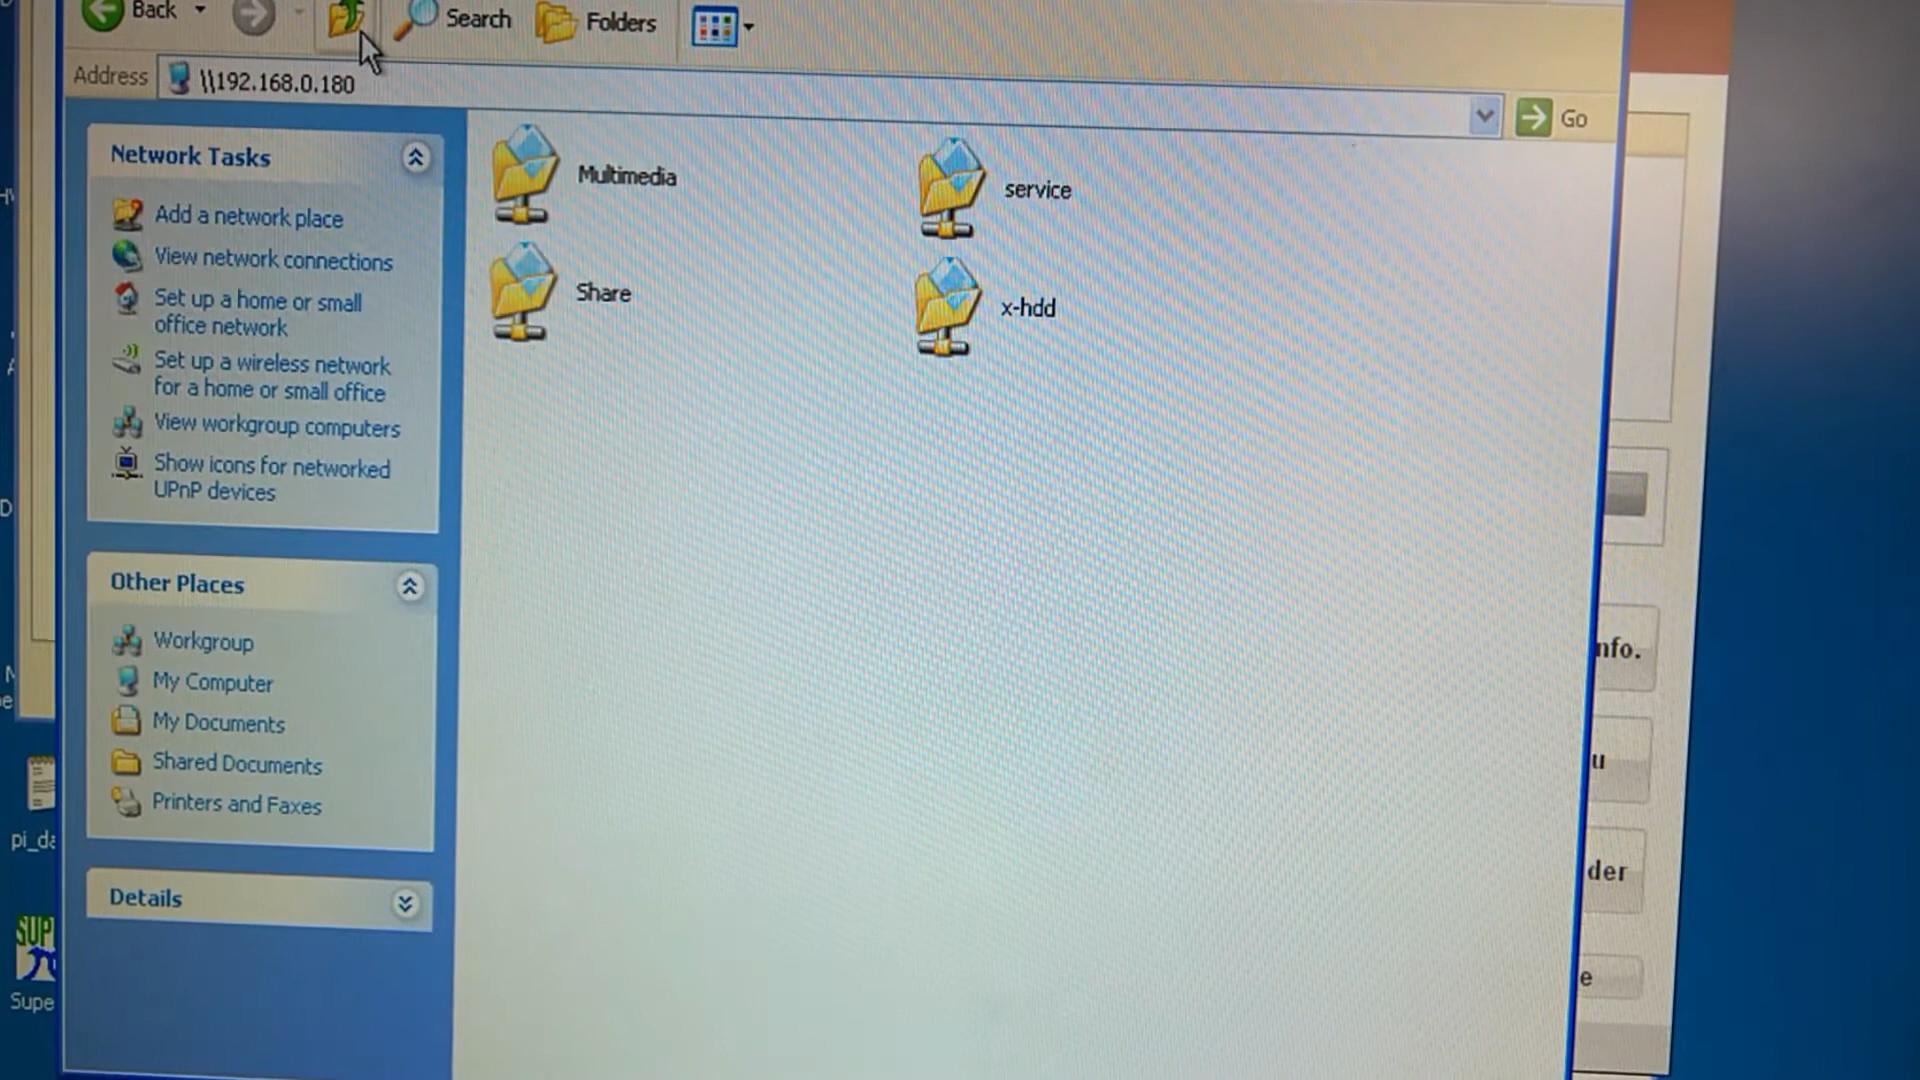 Back
Search
Folders
Address
\\192.168.0.180
Go
Network Tasks
Add a network place
View network connections
Set up a home or small
office network
Set up a wireless network
for a home or small office
View workgroup computers
Show icons for networked
UPnP devices
Other Places
Workgroup
My Computer
My Documents
Shared Documents
Printers and Faxes
Details
Multimedia
service
Share
x-hdd
nfo.
u
der
e
pi_da
SUP
Supe